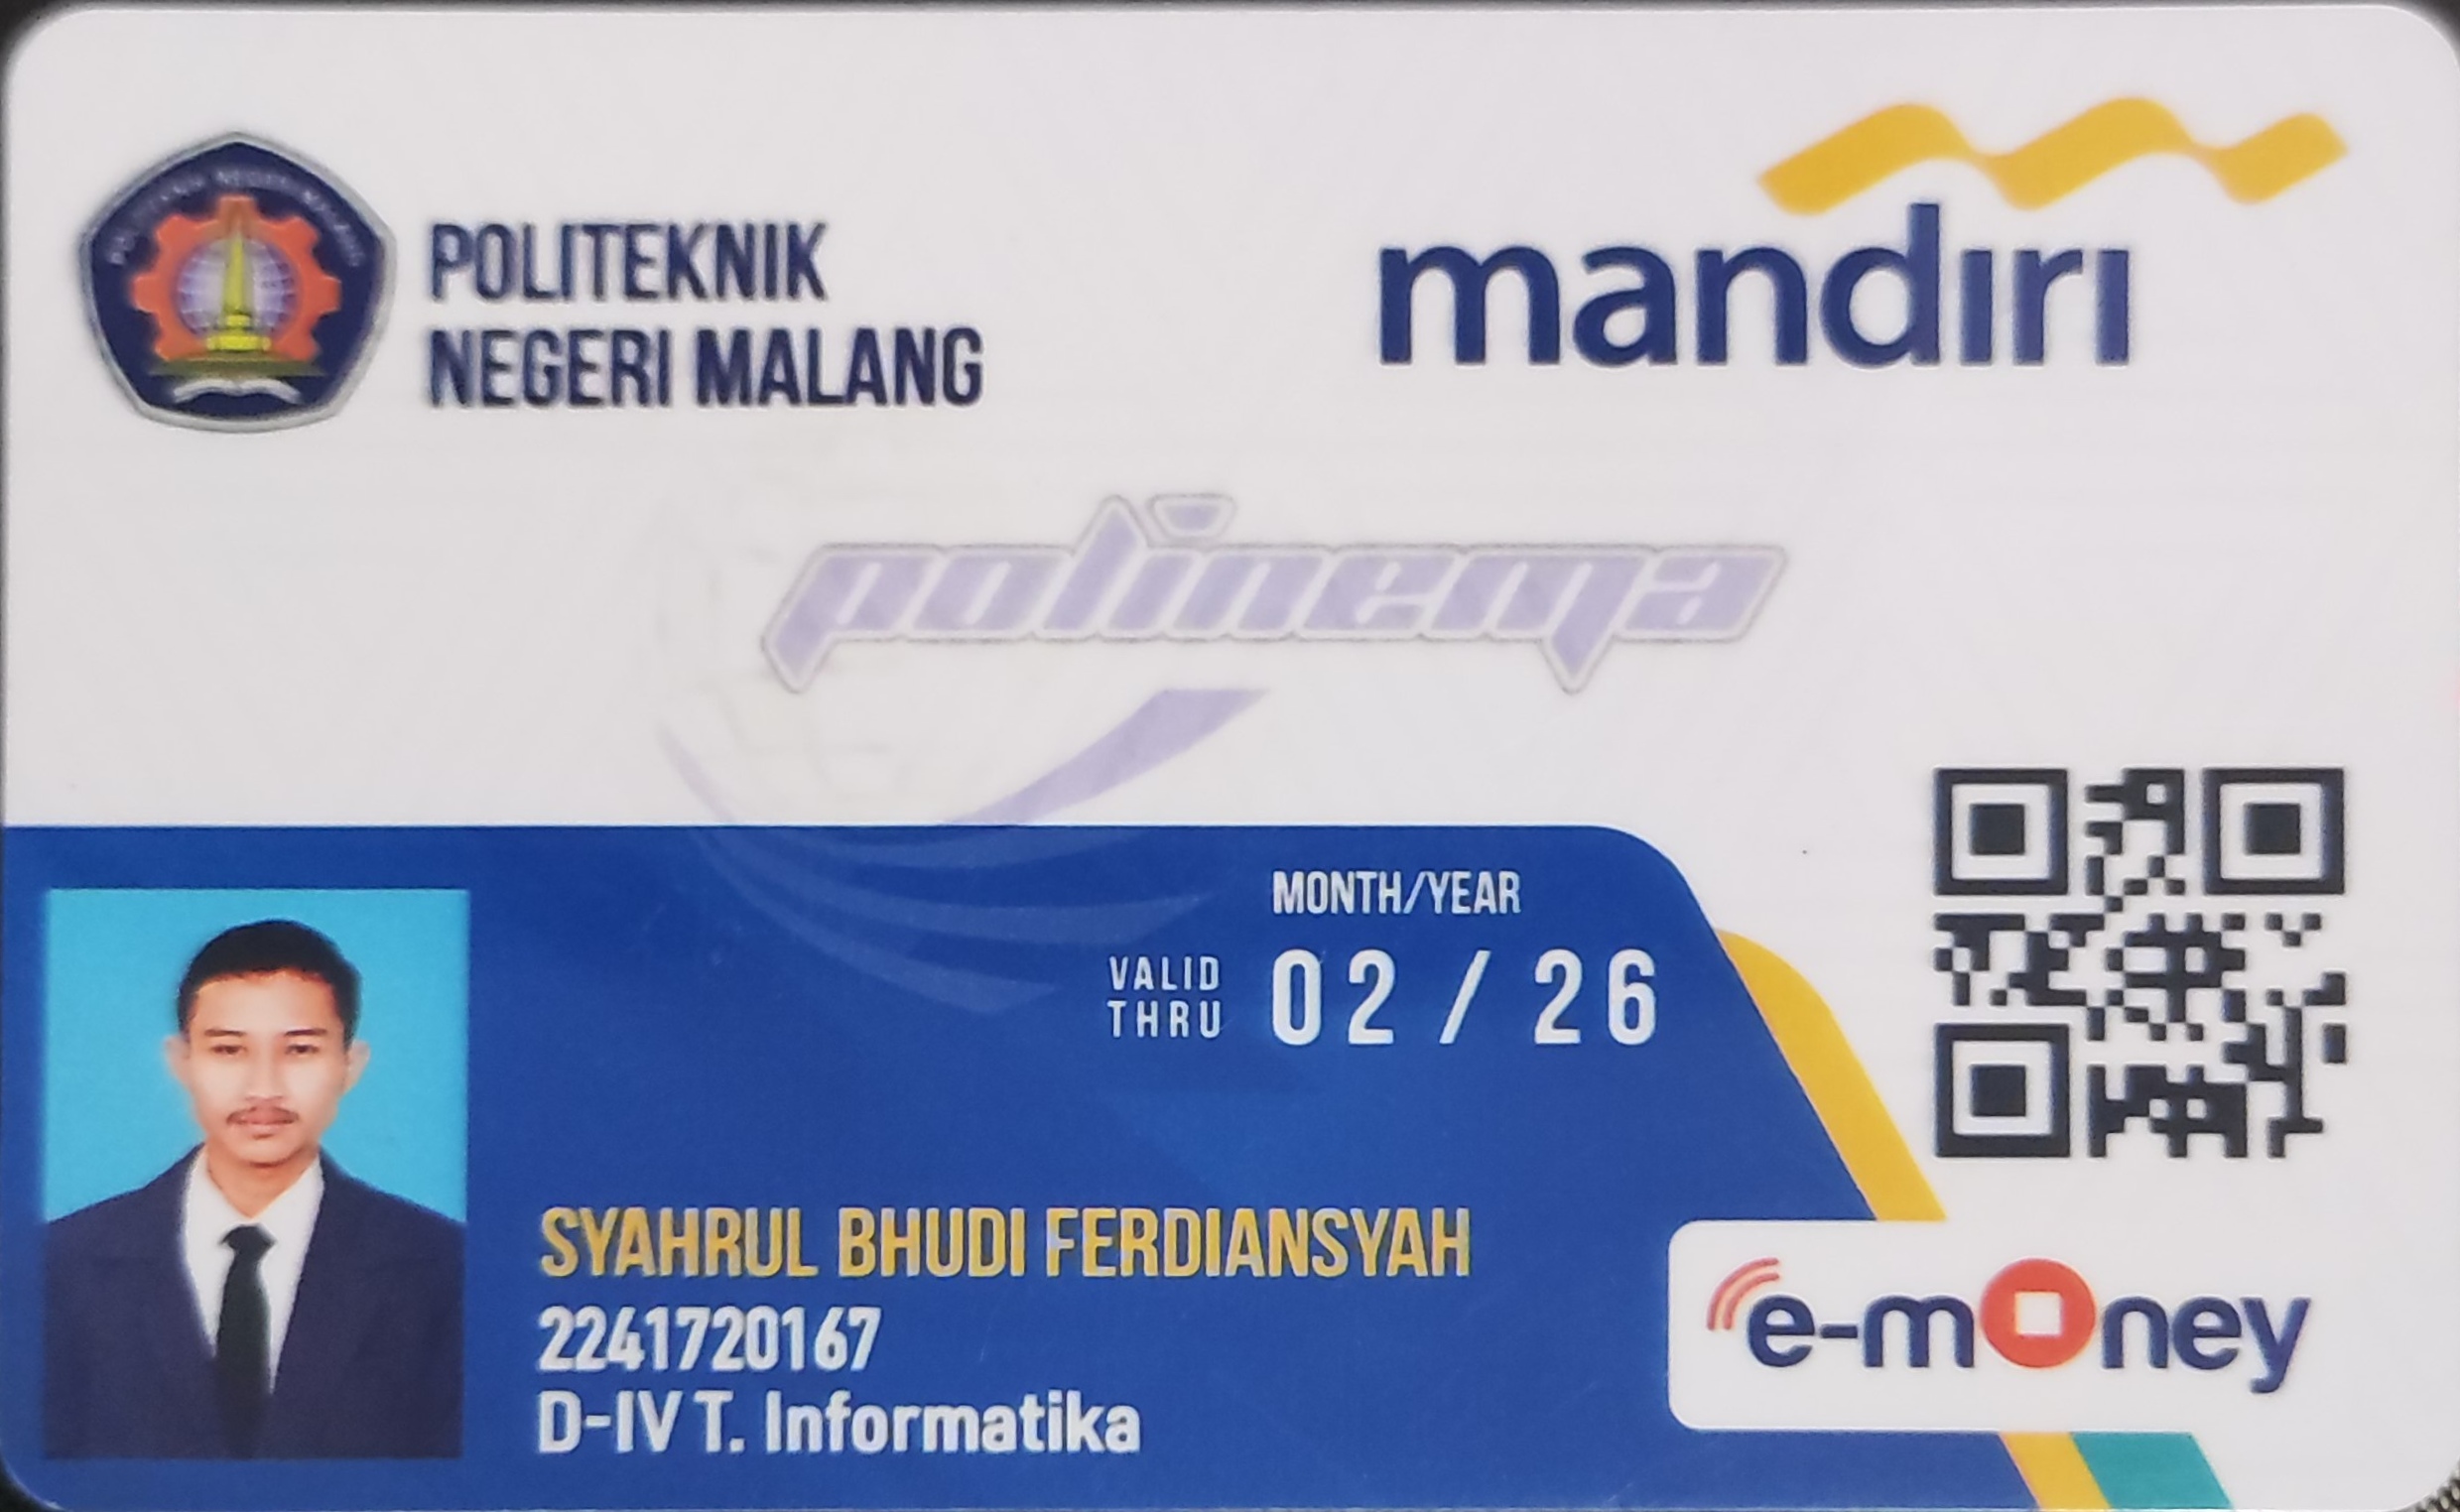 POLITEKNIK
NEGERI MALANG
mandiri
polinema
MONTH/YEAR
VALID
THRU
02 / 26
SYAHRUL BHUDI FERDIANSYAH
2241720167
D-IV T. Informatika
e-money